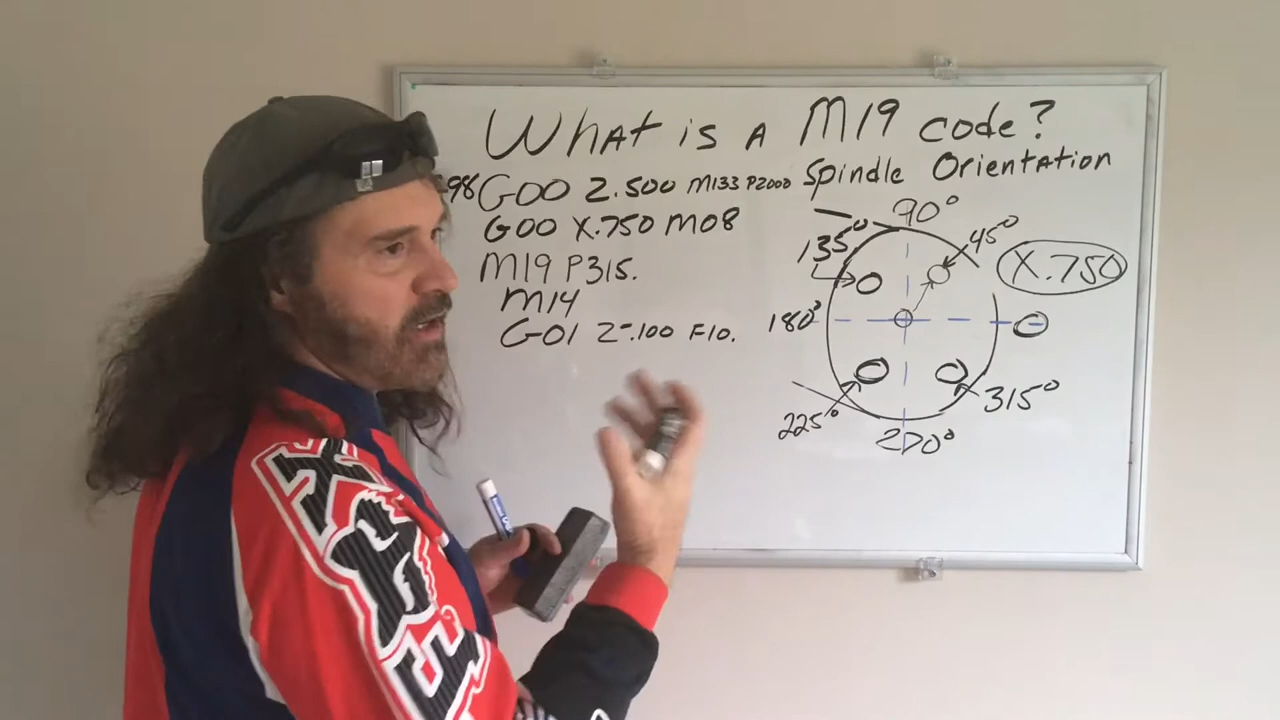 What is A M19 code?
Spindle Orientation
98 G00 Z.500 M133 P2000
G00 X.750 M08
M19 P315.
M14
G01 Z-.100 F10.
90°
135°
45°
X.750
180°
225°
315°
270°